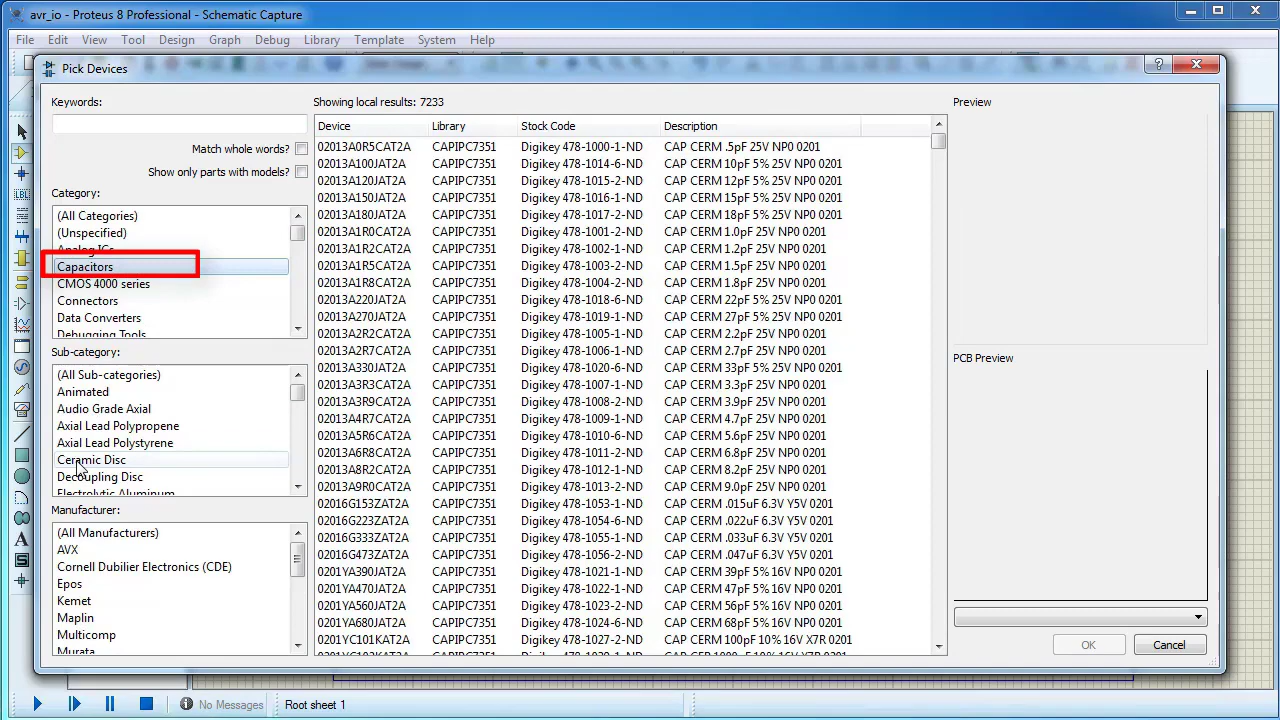 avr_io - Proteus 8 Professional - Schematic Capture
File Edit View Tool Design Graph Debug Library Template System Help
Pick Devices
Keywords:
Match whole words?
Show only parts with models?
Category:
(All Categories)
(Unspecified)
Analog ICs
Capacitors
CMOS 4000 series
Connectors
Data Converters
Debugging Tools
Sub-category:
(All Sub-categories)
Animated
Audio Grade Axial
Axial Lead Polypropene
Axial Lead Polystyrene
Ceramic Disc
Decoupling Disc
Electrolytic Aluminum
Manufacturer:
(All Manufacturers)
AVX
Cornell Dubilier Electronics (CDE)
Epos
Kemet
Maplin
Multicomp
Murata
Showing local results: 7233
Device Library Stock Code Description
02013A0R5CAT2A CAPIPC7351 Digikey 478-1000-1-ND CAP CERM .5pF 25V NP0 0201
02013A100JAT2A CAPIPC7351 Digikey 478-1014-6-ND CAP CERM 10pF 5% 25V NP0 0201
02013A120JAT2A CAPIPC7351 Digikey 478-1015-2-ND CAP CERM 12pF 5% 25V NP0 0201
02013A150JAT2A CAPIPC7351 Digikey 478-1016-1-ND CAP CERM 15pF 5% 25V NP0 0201
02013A180JAT2A CAPIPC7351 Digikey 478-1017-2-ND CAP CERM 18pF 5% 25V NP0 0201
02013A1R0CAT2A CAPIPC7351 Digikey 478-1001-2-ND CAP CERM 1.0pF 25V NP0 0201
02013A1R2CAT2A CAPIPC7351 Digikey 478-1002-1-ND CAP CERM 1.2pF 25V NP0 0201
02013A1R5CAT2A CAPIPC7351 Digikey 478-1003-2-ND CAP CERM 1.5pF 25V NP0 0201
02013A1R8CAT2A CAPIPC7351 Digikey 478-1004-2-ND CAP CERM 1.8pF 25V NP0 0201
02013A220JAT2A CAPIPC7351 Digikey 478-1018-6-ND CAP CERM 22pF 5% 25V NP0 0201
02013A270JAT2A CAPIPC7351 Digikey 478-1019-1-ND CAP CERM 27pF 5% 25V NP0 0201
02013A2R2CAT2A CAPIPC7351 Digikey 478-1005-1-ND CAP CERM 2.2pF 25V NP0 0201
02013A2R7CAT2A CAPIPC7351 Digikey 478-1006-1-ND CAP CERM 2.7pF 25V NP0 0201
02013A330JAT2A CAPIPC7351 Digikey 478-1020-6-ND CAP CERM 33pF 5% 25V NP0 0201
02013A3R3CAT2A CAPIPC7351 Digikey 478-1007-1-ND CAP CERM 3.3pF 25V NP0 0201
02013A3R9CAT2A CAPIPC7351 Digikey 478-1008-2-ND CAP CERM 3.9pF 25V NP0 0201
02013A4R7CAT2A CAPIPC7351 Digikey 478-1009-1-ND CAP CERM 4.7pF 25V NP0 0201
02013A5R6CAT2A CAPIPC7351 Digikey 478-1010-6-ND CAP CERM 5.6pF 25V NP0 0201
02013A6R8CAT2A CAPIPC7351 Digikey 478-1011-2-ND CAP CERM 6.8pF 25V NP0 0201
02013A8R2CAT2A CAPIPC7351 Digikey 478-1012-1-ND CAP CERM 8.2pF 25V NP0 0201
02013A9R0CAT2A CAPIPC7351 Digikey 478-1013-2-ND CAP CERM 9.0pF 25V NP0 0201
02016G153ZAT2A CAPIPC7351 Digikey 478-1053-1-ND CAP CERM .015uF 6.3V Y5V 0201
02016G223ZAT2A CAPIPC7351 Digikey 478-1054-6-ND CAP CERM .022uF 6.3V Y5V 0201
02016G333ZAT2A CAPIPC7351 Digikey 478-1055-1-ND CAP CERM .033uF 6.3V Y5V 0201
02016G473ZAT2A CAPIPC7351 Digikey 478-1056-2-ND CAP CERM .047uF 6.3V Y5V 0201
0201YA390JAT2A CAPIPC7351 Digikey 478-1021-1-ND CAP CERM 39pF 5% 16V NP0 0201
0201YA470JAT2A CAPIPC7351 Digikey 478-1022-1-ND CAP CERM 47pF 5% 16V NP0 0201
0201YA560JAT2A CAPIPC7351 Digikey 478-1023-2-ND CAP CERM 56pF 5% 16V NP0 0201
0201YA680JAT2A CAPIPC7351 Digikey 478-1024-6-ND CAP CERM 68pF 5% 16V NP0 0201
0201YC101KAT2A CAPIPC7351 Digikey 478-1027-2-ND CAP CERM 100pF 10% 16V X7R 0201
Preview
PCB Preview
OK Cancel
LBL
A
S
No Messages Root sheet 1